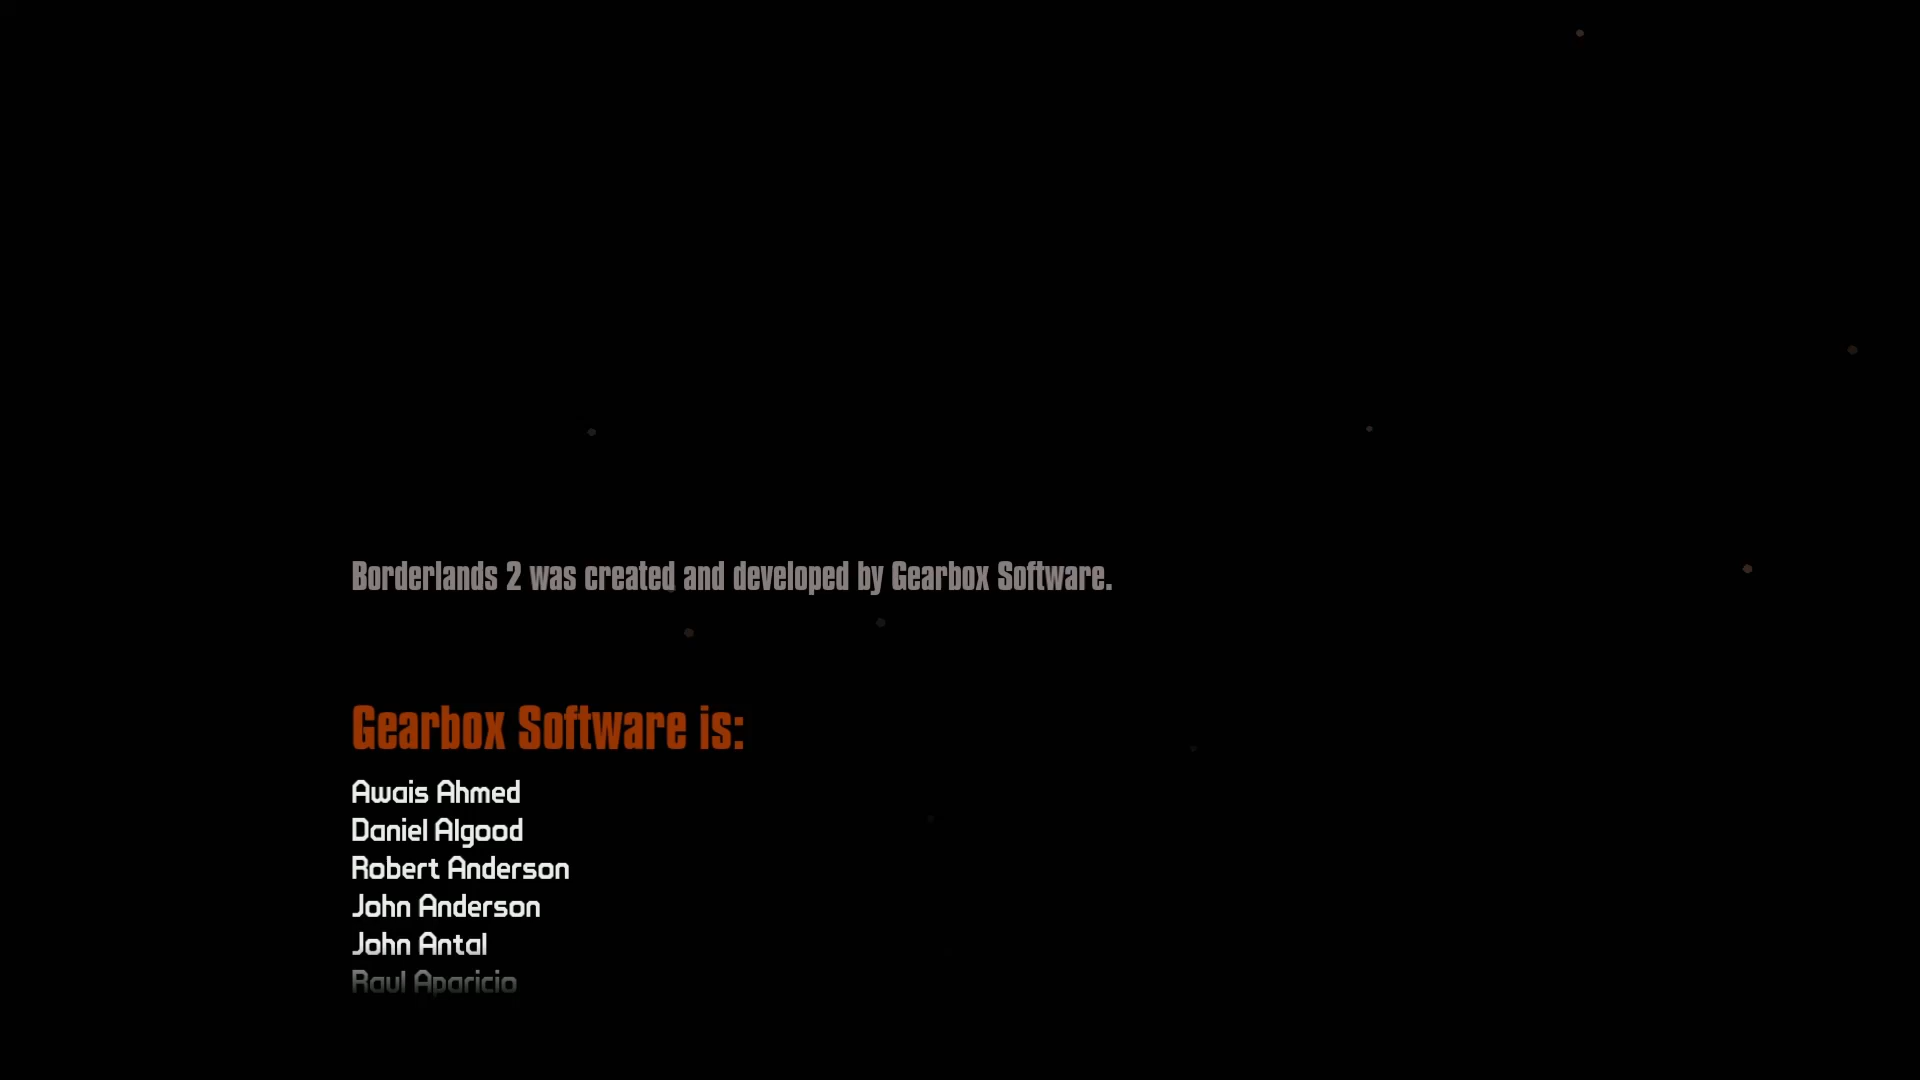 Borderlands 2 was created and developed by Gearbox Software.
Gearbox Software is:
Awais Ahmed
Daniel Algood
Robert Anderson
John Anderson
John Antal
Raul Aparicio